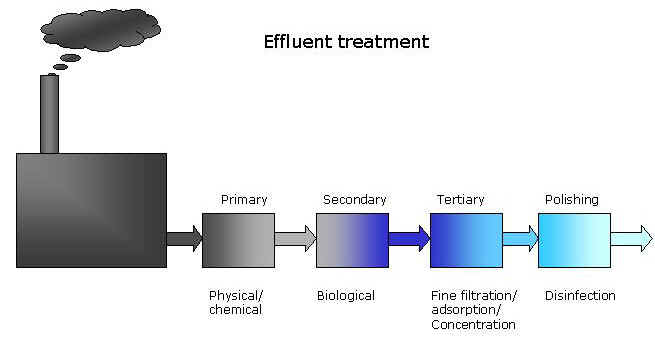 Effluent treatment
Primary
Secondary
Tertiary
Polishing
Physical/
chemical
Biological
Fine filtration/
adsorption/
Concentration
Disinfection